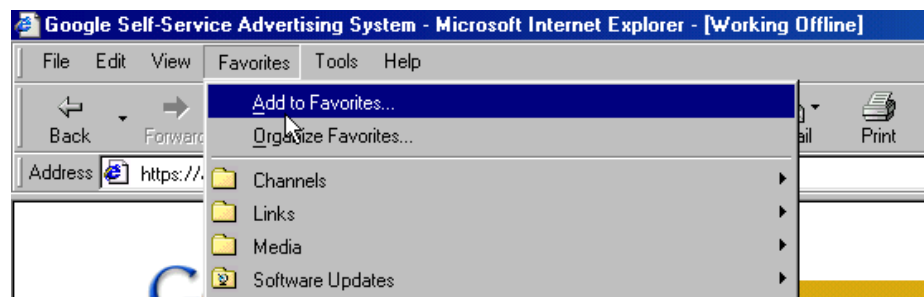 Google Self-Service Advertising System - Microsoft Internet Explorer - [Working Offline]
File Edit View Favorites Tools Help
Add to Favorites...
Back Forward Organize Favorites... Print
Address https:// Channels
Links
Media
Software Updates